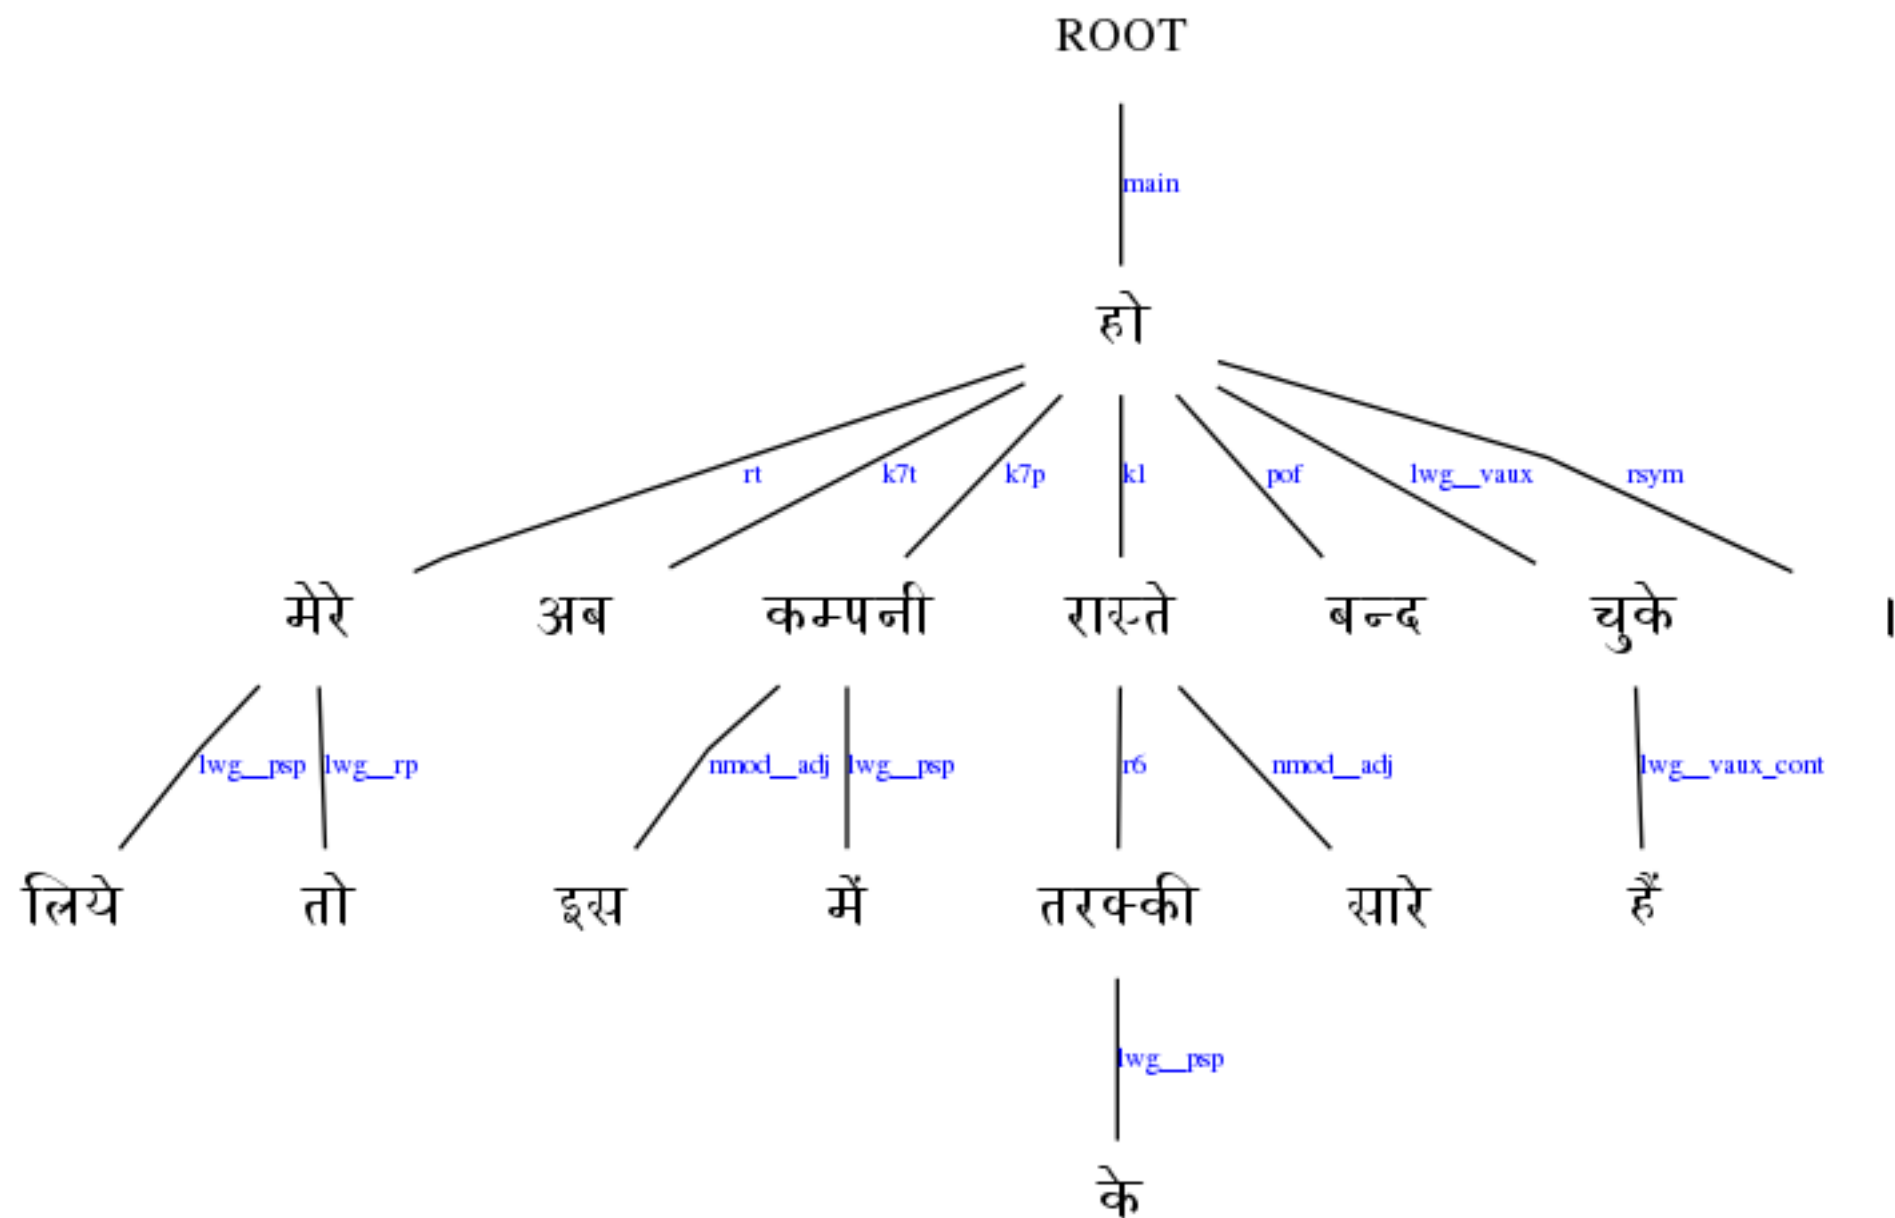 ROOT
main
हो
rt k7t k7p k1 pof lwg__vaux rsym
मेरे अब कम्पनी रास्ते बन्द चुके ।
lwg__psp lwg__rp nmod__adj lwg__psp r6 nmod__adj lwg__vaux_cont
लिये तो इस में तरक्की सारे हैं
lwg__psp
के